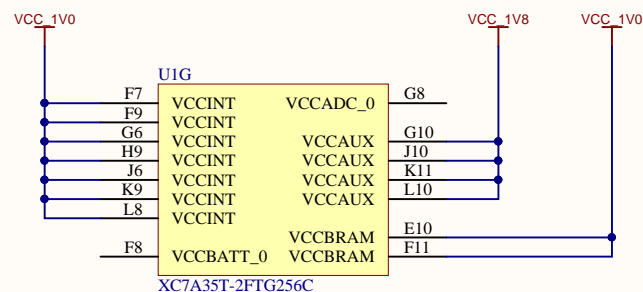 VCC_1V0 VCC_1V8 VCC_1V0
U1G
F7 VCCINT VCCADC_0 G8
F9 VCCINT
G6 VCCINT VCCAUX G10
H9 VCCINT VCCAUX J10
J6 VCCINT VCCAUX K11
K9 VCCINT VCCAUX L10
L8 VCCINT
VCCBRAM E10
F8 VCCBATT_0 VCCBRAM F11
XC7A35T-2FTG256C